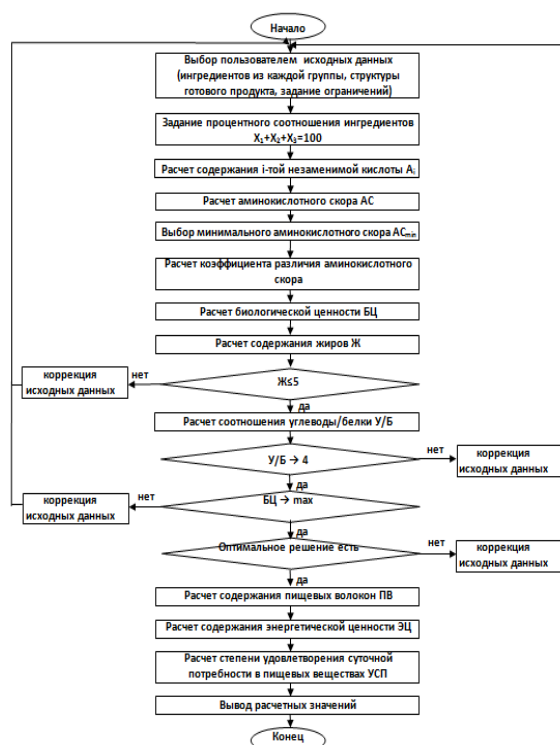 Начало
Выбор пользователем исходных данных
(ингредиентов из каждой группы, структуры
готового продукта, задание ограничений)
Задание процентного соотношения ингредиентов
X₁+X₂+X₃=100
Расчет содержания i-той незаменимой кислоты Aᵢ
Расчет аминокислотного скора АС
Выбор минимального аминокислотного скора ACmin
Расчет коэффициента различия аминокислотного
скора
Расчет биологической ценности БЦ
Расчет содержания жиров Ж
коррекция
исходных данных
нет
Ж≤5
да
Расчет соотношения углеводы/белки У/Б
У/Б → 4
нет
коррекция
исходных данных
да
коррекция
исходных данных
нет
БЦ → max
да
Оптимальное решение есть
нет
коррекция
исходных данных
да
Расчет содержания пищевых волокон ПВ
Расчет содержания энергетической ценности ЭЦ
Расчет степени удовлетворения суточной
потребности в пищевых веществах УСП
Вывод расчетных значений
Конец